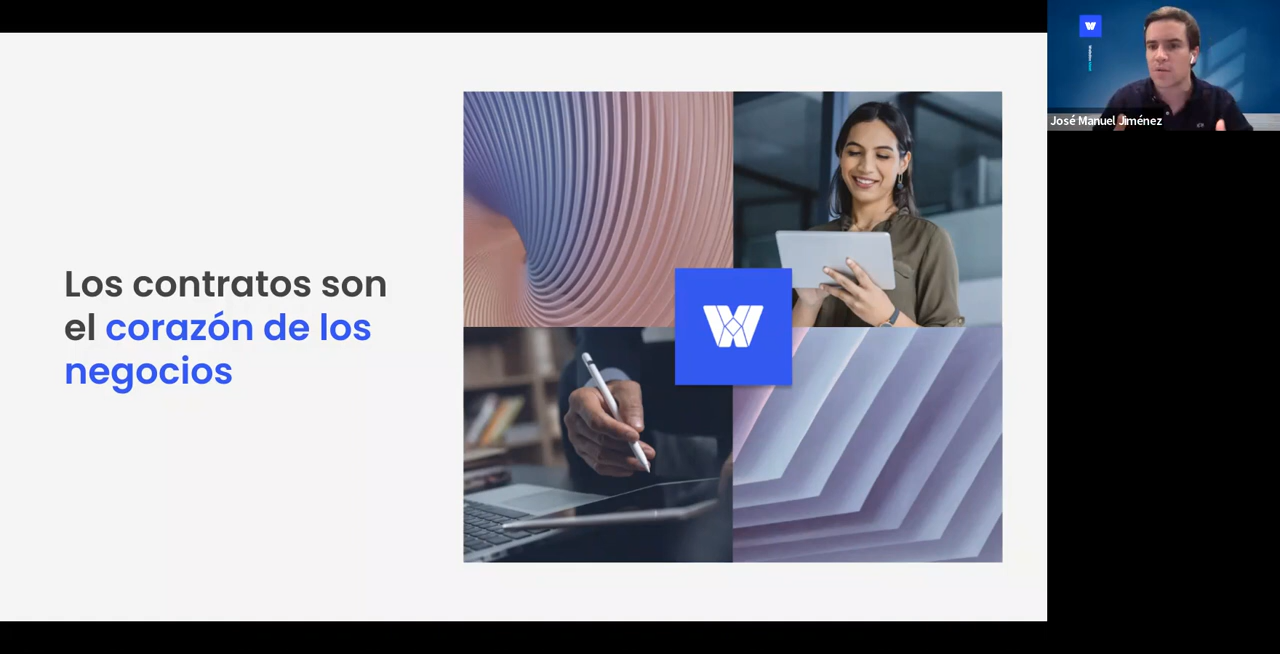 Los contratos son
el corazón de los
negocios
José Manuel Jiménez